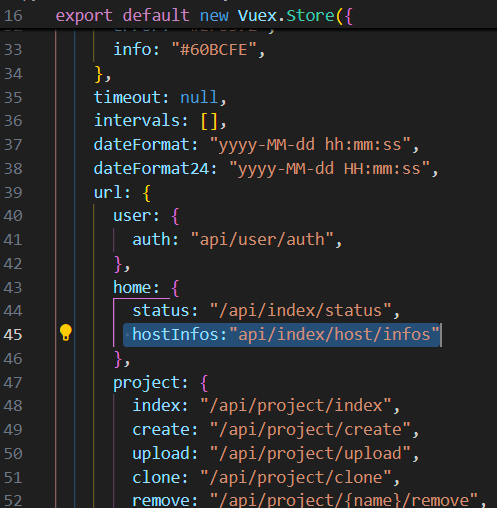 16 export default new Vuex.Store({
33 info: "#60BCFE",
34 },
35 timeout: null,
36 intervals: [],
37 dateFormat: "yyyy-MM-dd hh:mm:ss",
38 dateFormat24: "yyyy-MM-dd HH:mm:ss",
39 url: {
40 user: {
41 auth: "api/user/auth",
42 },
43 home: {
44 status: "/api/index/status",
45 hostInfos:"api/index/host/infos"
46 },
47 project: {
48 index: "/api/project/index",
49 create: "/api/project/create",
50 upload: "/api/project/upload",
51 clone: "/api/project/clone",
52 remove: "/api/project/{name}/remove",